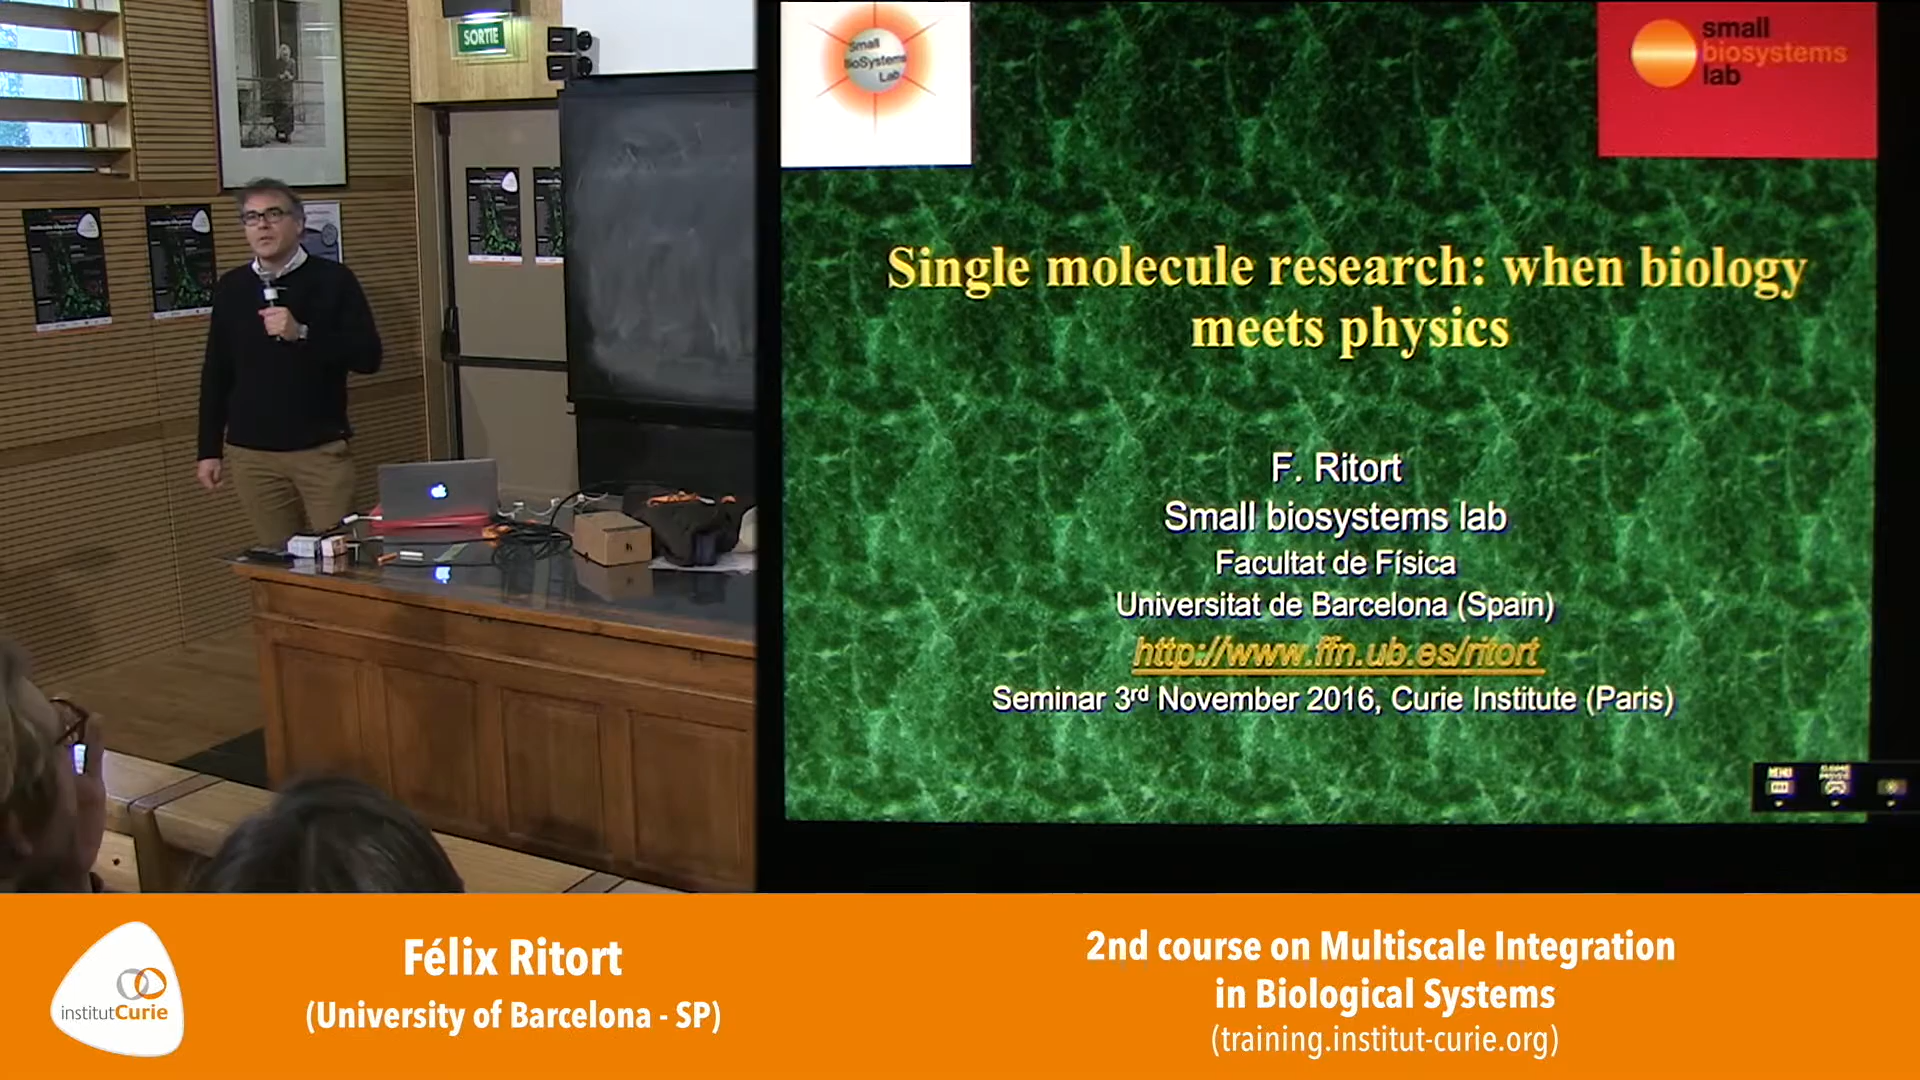 SORTIE
Small
BioSystems
Lab
small
biosystems
lab
Single molecule research: when biology
meets physics
F. Ritort
Small biosystems lab
Facultat de Física
Universitat de Barcelona (Spain)
http://www.ffn.ub.es/ritort
Seminar 3rd November 2016, Curie Institute (Paris)
MENU
institutCurie
Félix Ritort
(University of Barcelona - SP)
2nd course on Multiscale Integration
in Biological Systems
(training.institut-curie.org)